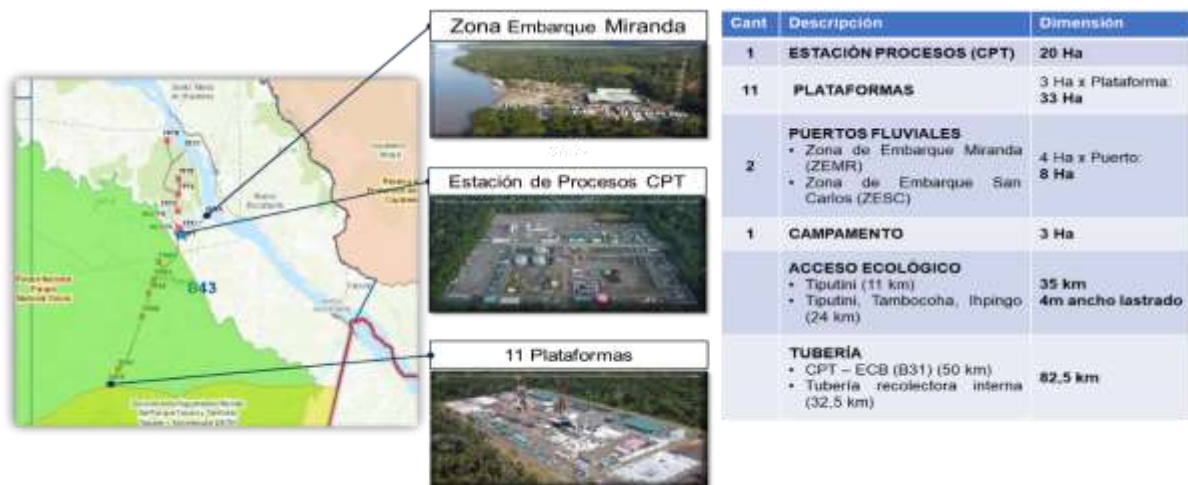 Zona Embarque Miranda
Estación de Procesos CPT
11 Plataformas
B43
Cant Descripción Dimensión
1 ESTACIÓN PROCESOS (CPT) 20 Ha
11 PLATAFORMAS 3 Ha x Plataforma:
33 Ha
PUERTOS FLUVIALES
• Zona de Embarque Miranda
(ZEMR)
• Zona de Embarque San
Carlos (ZESC)
2 4 Ha x Puerto:
8 Ha
1 CAMPAMENTO 3 Ha
ACCESO ECOLÓGICO
• Tiputini (11 km)
• Tiputini, Tambocoha, Ihpingo
(24 km)
35 km
4m ancho lastrado
TUBERÍA
• CPT – ECB (B31) (50 km)
• Tubería recolectora interna
(32,5 km)
82,5 km